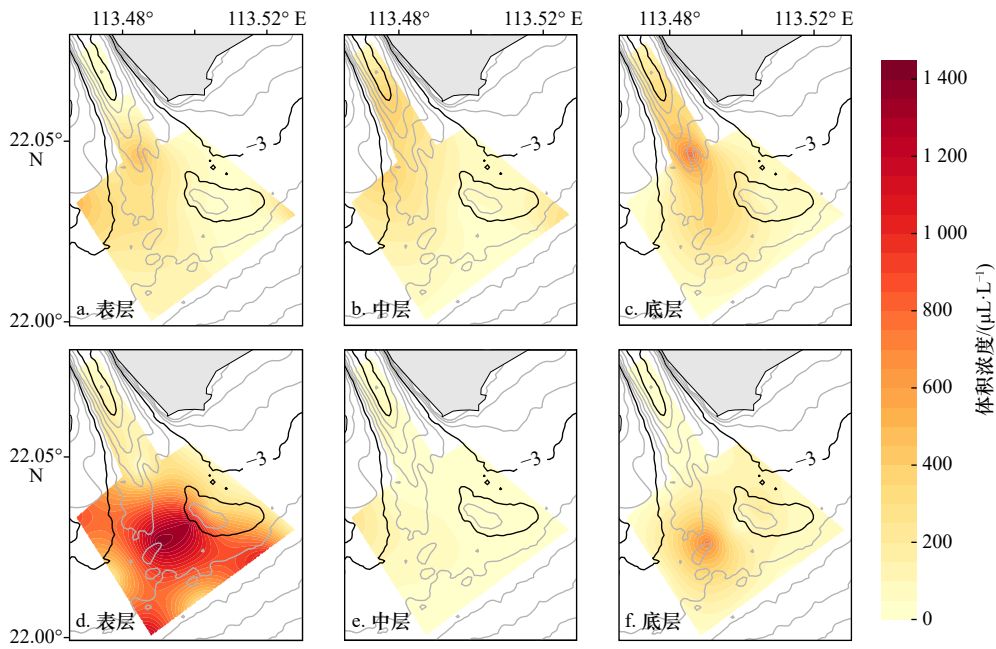 113.48° 113.52° E 113.48° 113.52° E 113.48° 113.52° E
22.05°
N
22.00°
−3
a. 表层
−3
b. 中层
−3
c. 底层
22.05°
N
22.00°
−3
d. 表层
−3
e. 中层
−3
f. 底层
1 400
1 200
1 000
800
600
400
200
0
体积浓度/(μL·L⁻¹)